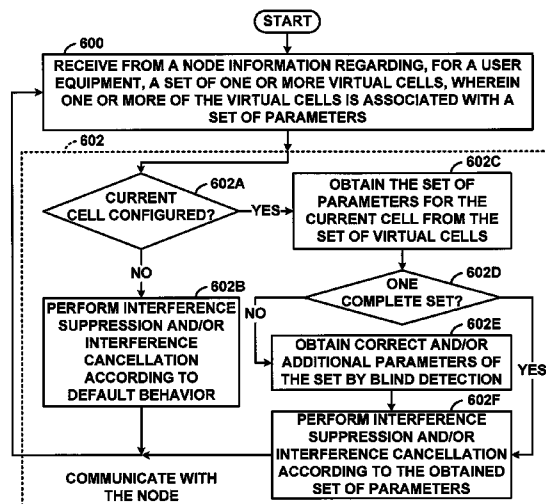 START
600
RECEIVE FROM A NODE INFORMATION REGARDING, FOR A USER
EQUIPMENT, A SET OF ONE OR MORE VIRTUAL CELLS, WHEREIN
ONE OR MORE OF THE VIRTUAL CELLS IS ASSOCIATED WITH A
SET OF PARAMETERS
602
602A
CURRENT
CELL CONFIGURED?
YES
NO
602C
OBTAIN THE SET OF
PARAMETERS FOR THE
CURRENT CELL FROM THE
SET OF VIRTUAL CELLS
602D
ONE
COMPLETE SET?
NO
YES
602B
PERFORM INTERFERENCE
SUPPRESSION AND/OR
INTERFERENCE
CANCELLATION
ACCORDING TO
DEFAULT BEHAVIOR
602E
OBTAIN CORRECT AND/OR
ADDITIONAL PARAMETERS OF
THE SET BY BLIND DETECTION
602F
PERFORM INTERFERENCE
SUPPRESSION AND/OR
INTERFERENCE CANCELLATION
ACCORDING TO THE OBTAINED
SET OF PARAMETERS
COMMUNICATE WITH
THE NODE